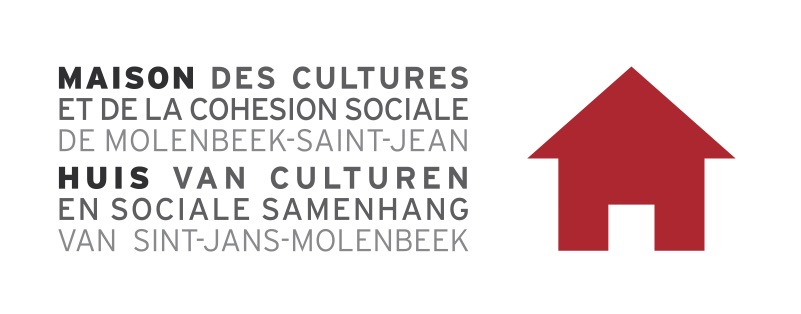 MAISON DES CULTURES
ET DE LA COHESION SOCIALE
DE MOLENBEEK-SAINT-JEAN
HUIS VAN CULTUREN
EN SOCIALE SAMENHANG
VAN SINT-JANS-MOLENBEEK